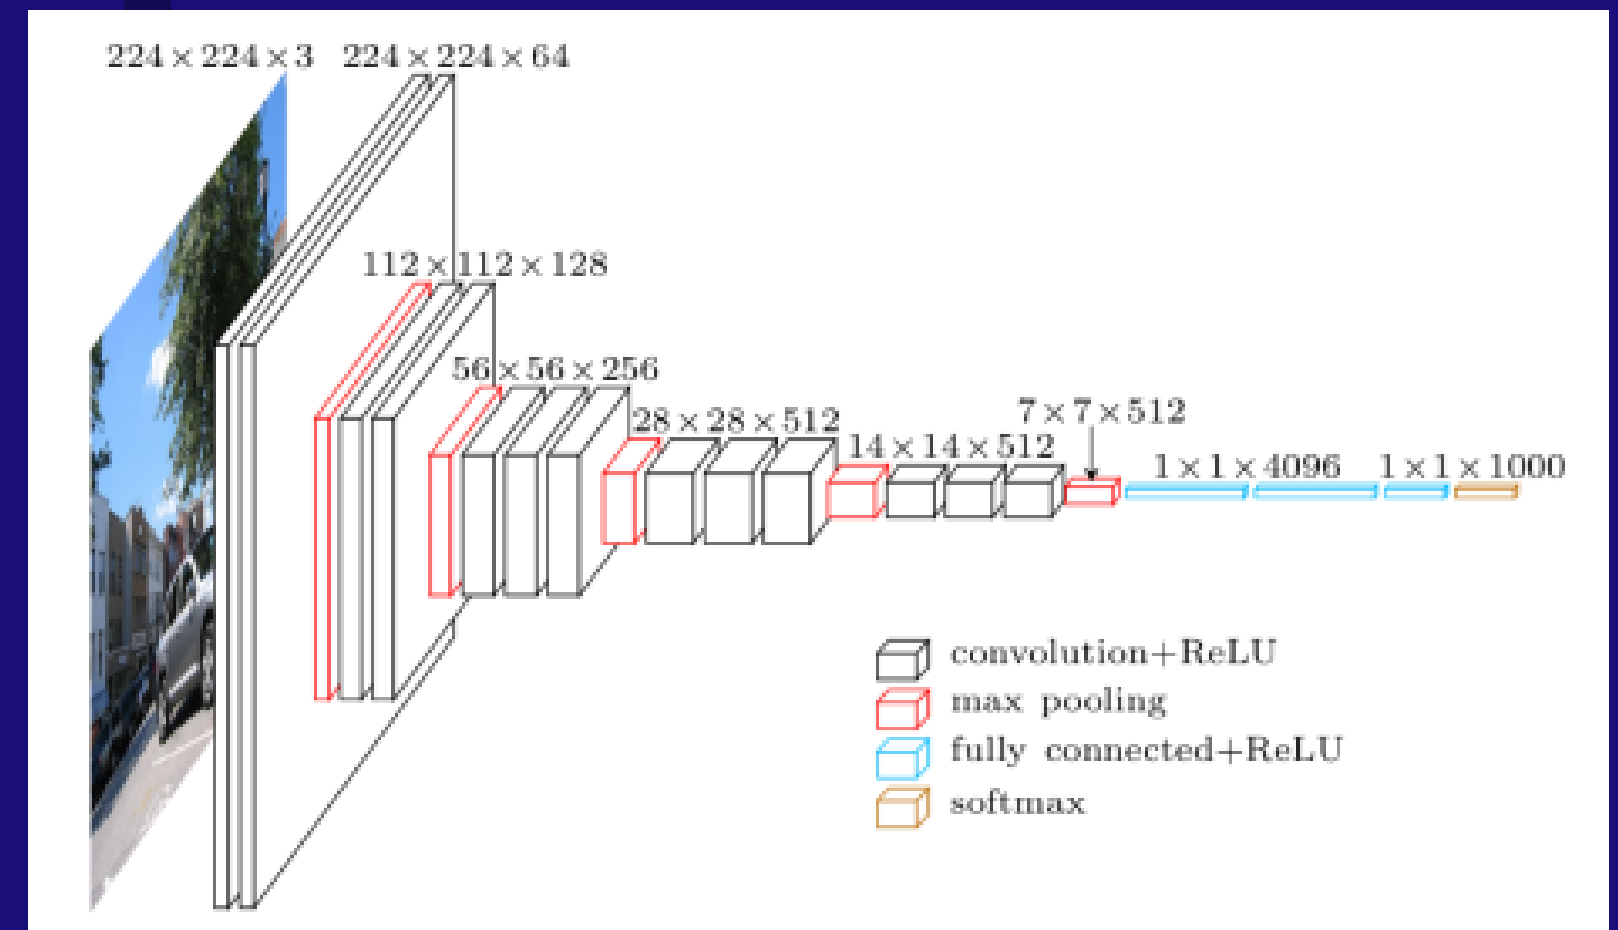 224 × 224 × 3
224 × 224 × 64
112 × 112 × 128
56 × 56 × 256
28 × 28 × 512
14 × 14 × 512
7 × 7 × 512
1 × 1 × 4096
1 × 1 × 1000
convolution+ReLU
max pooling
fully connected+ReLU
softmax